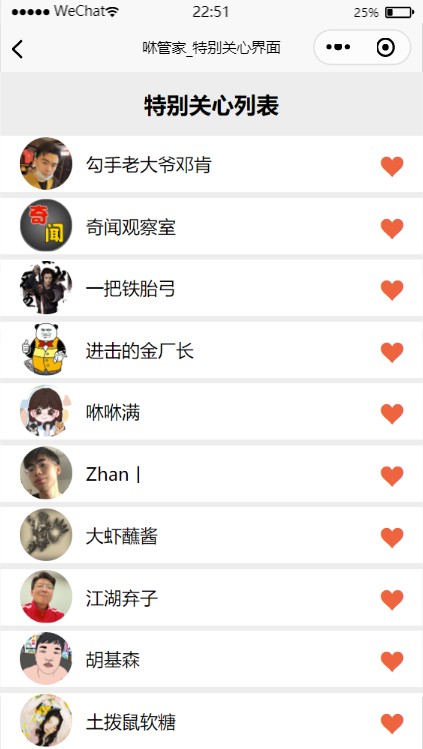 ●●●●● WeChat 22:51 25%
咻管家_特别关心界面
特别关心列表
勾手老大爷邓肯
奇闻
奇闻观察室
一把铁胎弓
进击的金厂长
咻咻满
Zhan丨
大虾蘸酱
江湖弃子
胡基森
土拨鼠软糖